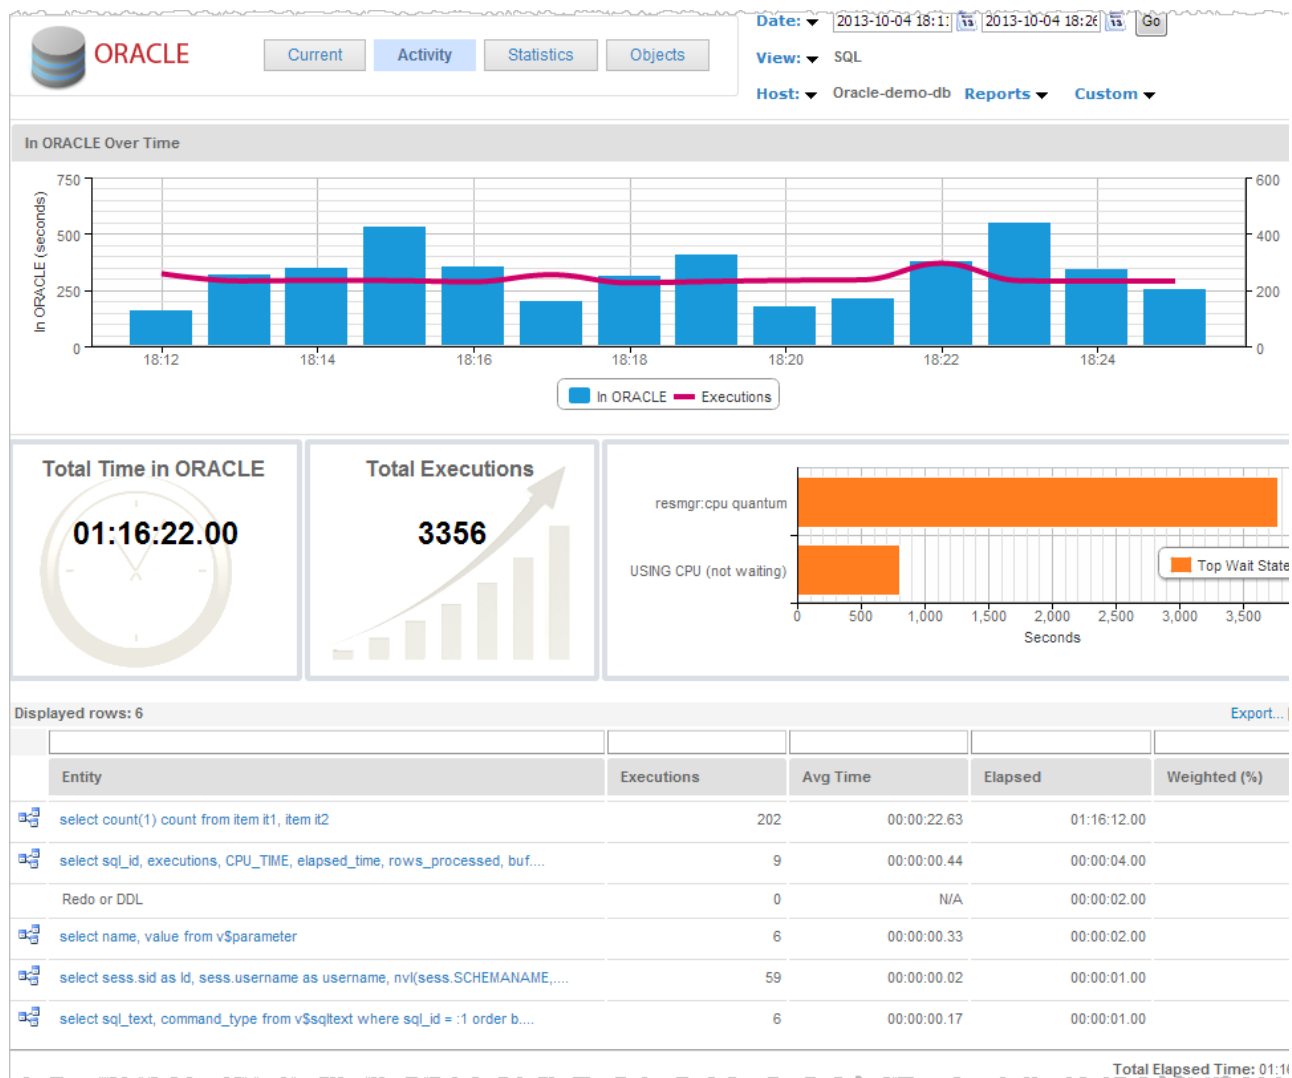 ORACLE
Current Activity Statistics Objects
Date: 2013-10-04 18:1 13 2013-10-04 18:26 13 Go
View: SQL
Host: Oracle-demo-db Reports Custom
In ORACLE Over Time
In ORACLE (seconds)
750 600
500 400
250 200
0 0
18:12 18:14 18:16 18:18 18:20 18:22 18:24
In ORACLE Executions
Total Time in ORACLE
01:16:22.00
Total Executions
3356
resmgr:cpu quantum
USING CPU (not waiting)
Top Wait State
0 500 1,000 1,500 2,000 2,500 3,000 3,500
Seconds
Displayed rows: 6 Export...
Entity Executions Avg Time Elapsed Weighted (%)
select count(1) count from item it1, item it2 202 00:00:22.63 01:16:12.00
select sql_id, executions, CPU_TIME, elapsed_time, rows_processed, buf.... 9 00:00:00.44 00:00:04.00
Redo or DDL 0 N/A 00:00:02.00
select name, value from v$parameter 6 00:00:00.33 00:00:02.00
select sess.sid as Id, sess.username as username, nvl(sess.SCHEMANAME,.... 59 00:00:00.02 00:00:01.00
select sql_text, command_type from v$sqltext where sql_id = :1 order b.... 6 00:00:00.17 00:00:01.00
Total Elapsed Time: 01:16